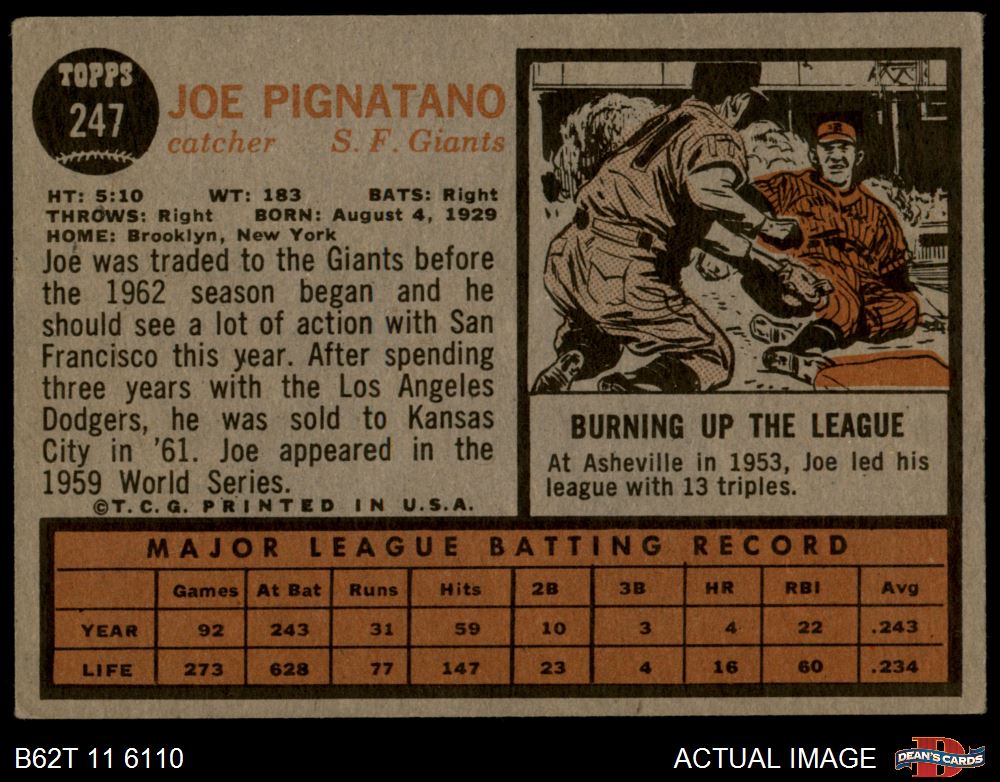 TOPPS
247
JOE PIGNATANO
catcher S. F. Giants
HT: 5:10 WT: 183 BATS: Right
THROWS: Right BORN: August 4, 1929
HOME: Brooklyn, New York
Joe was traded to the Giants before
the 1962 season began and he
should see a lot of action with San
Francisco this year. After spending
three years with the Los Angeles
Dodgers, he was sold to Kansas
City in '61. Joe appeared in the
1959 World Series.
©T.C.G. PRINTED IN U.S.A.
BURNING UP THE LEAGUE
At Asheville in 1953, Joe led his
league with 13 triples.
MAJOR LEAGUE BATTING RECORD
Games At Bat Runs Hits 2B 3B HR RBI Avg
YEAR 92 243 31 59 10 3 4 22 .243
LIFE 273 628 77 147 23 4 16 60 .234
B62T 11 6110 ACTUAL IMAGE D DEAN'S CARDS